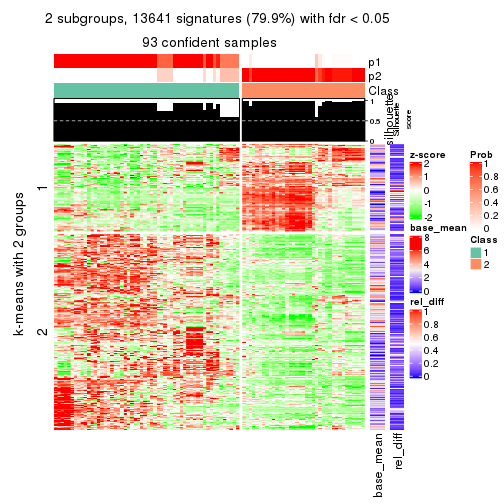 2 subgroups, 13641 signatures (79.9%) with fdr < 0.05
93 confident samples
p1
p2
Class
silhouette
Silhouette
score
1
0.5
0
k-means with 2 groups
1
2
base_mean
rel_diff
z-score
2
1
0
-1
-2
base_mean
8
6
4
2
0
rel_diff
1
0.8
0.6
0.4
0.2
0
Prob
1
0.8
0.6
0.4
0.2
0
Class
1
2